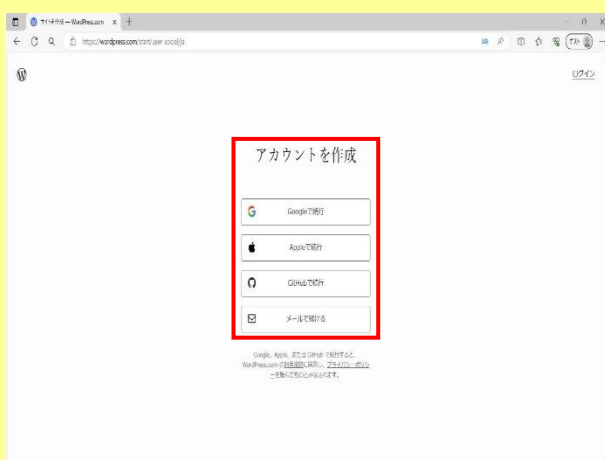 WordPress.com
https://wordpress.com/start/user-social/ja
ログイン
アカウントを作成
Googleで続行
Appleで続行
GitHubで続行
メールで続ける
Google、Apple、または GitHub で続行すると、
WordPress.com の利用規約に同意し、プライバシーポリシ
ーを読んだものとみなされます。